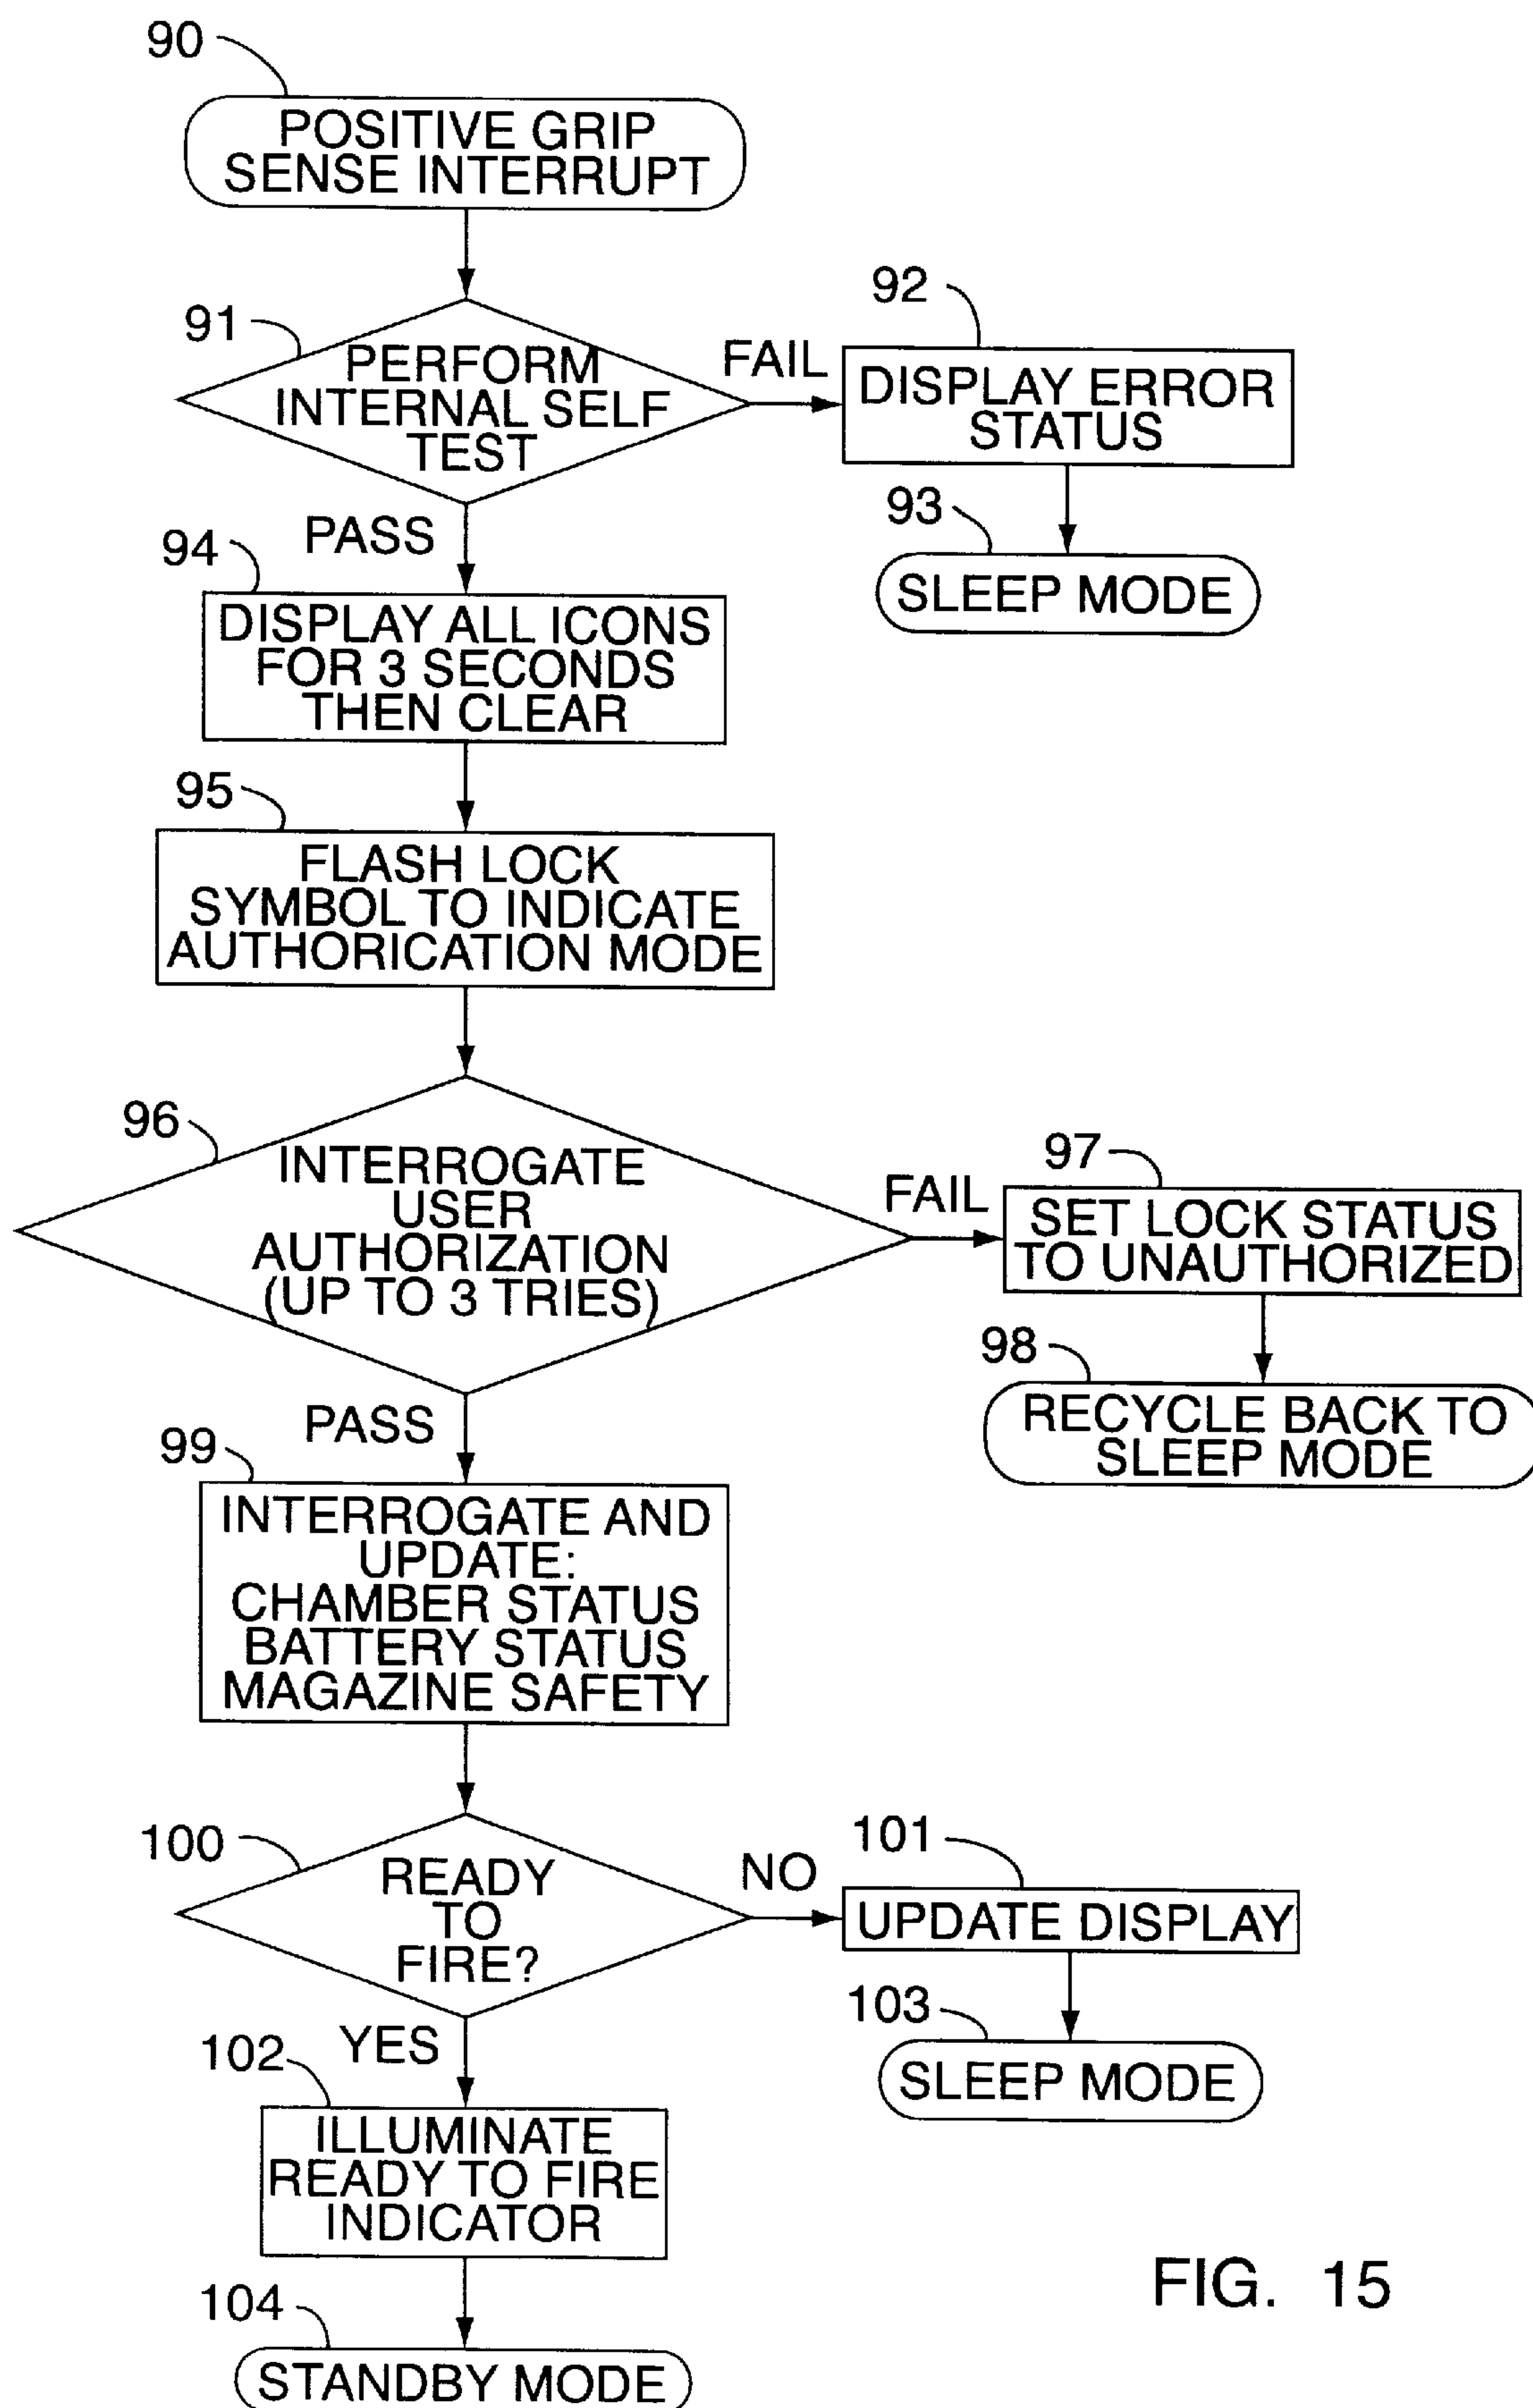 90
POSITIVE GRIP
SENSE INTERRUPT
91
PERFORM
INTERNAL SELF
TEST
FAIL
92
DISPLAY ERROR
STATUS
93
SLEEP MODE
PASS
94
DISPLAY ALL ICONS
FOR 3 SECONDS
THEN CLEAR
95
FLASH LOCK
SYMBOL TO INDICATE
AUTHORICATION MODE
96
INTERROGATE
USER
AUTHORIZATION
(UP TO 3 TRIES)
FAIL
97
SET LOCK STATUS
TO UNAUTHORIZED
98
RECYCLE BACK TO
SLEEP MODE
PASS
99
INTERROGATE AND
UPDATE:
CHAMBER STATUS
BATTERY STATUS
MAGAZINE SAFETY
100
READY
TO
FIRE?
NO
101
UPDATE DISPLAY
103
SLEEP MODE
YES
102
ILLUMINATE
READY TO FIRE
INDICATOR
104
STANDBY MODE
FIG. 15